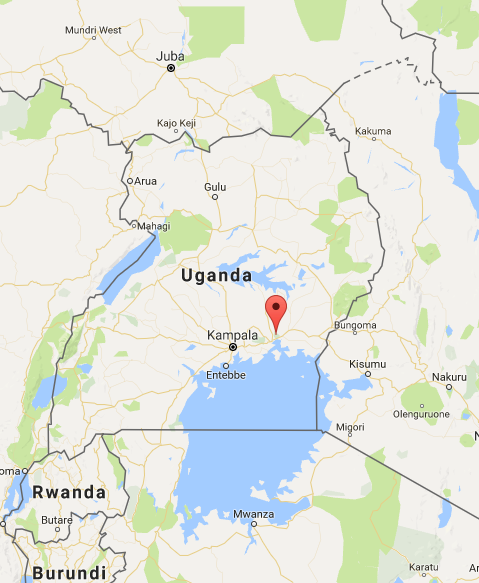 Mundri West
Juba
Kajo Keji
Kakuma
Arua
Gulu
Mahagi
Uganda
Kampala
Bungoma
Entebbe
Kisumu
Nakuru
Olenguruone
Migori
N
oma
Rwanda
Butare
Mwanza
Burundi
Karatu
Ar